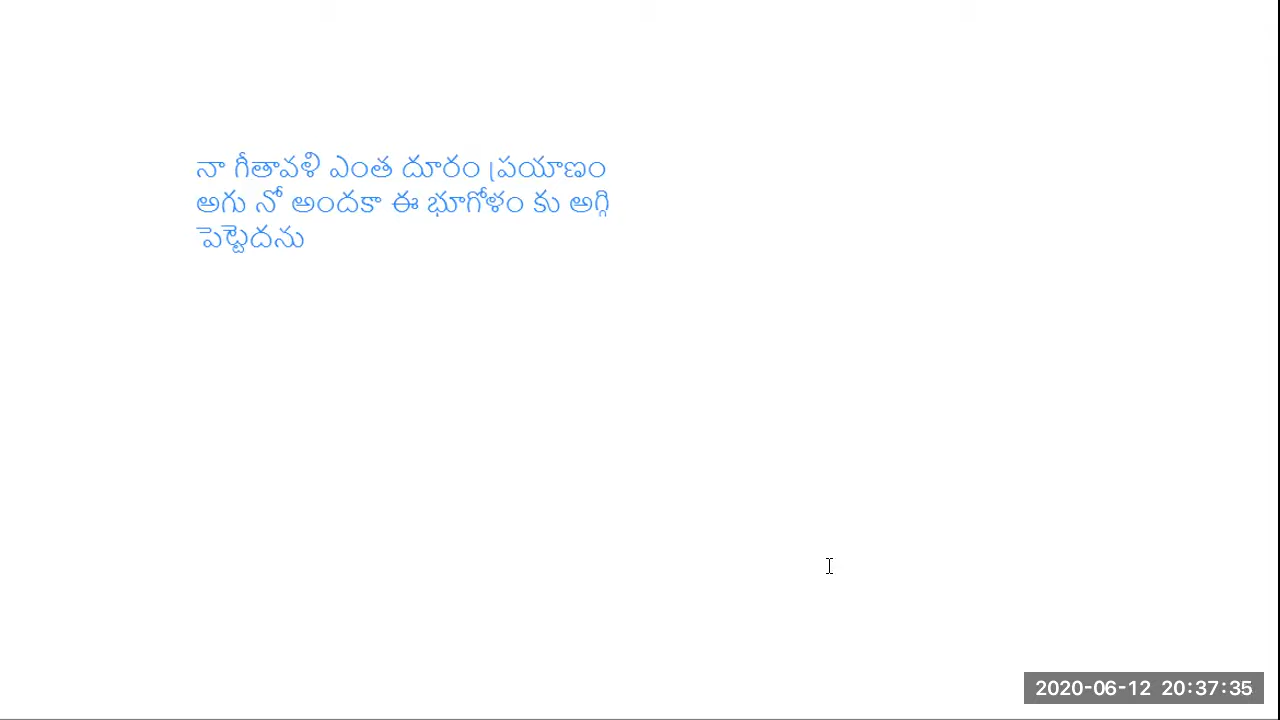 నా గీతావళి ఎంత దూరం ప్రయాణం
అగు నో అందకా ఈ భూగోళం కు అగ్గి
పెట్టెదను
2020-06-12 20:37:35